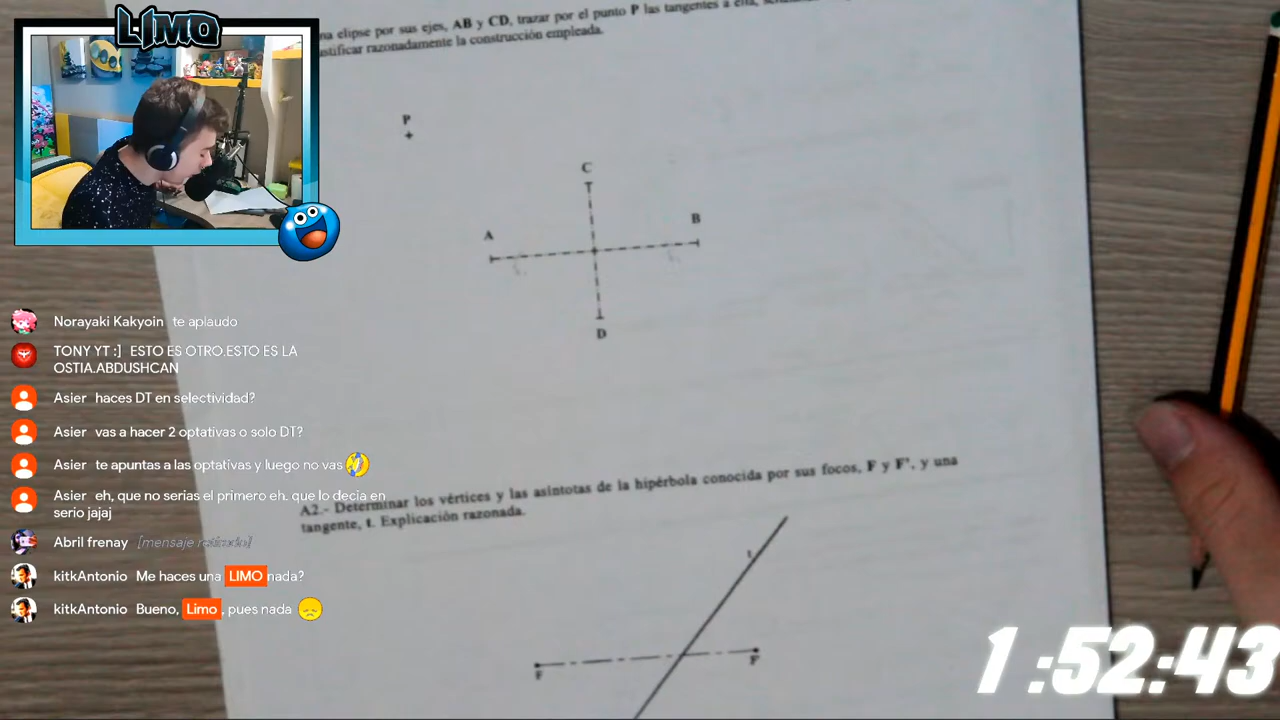 LIMO
na elipse por sus ejes, AB y CD, trazar por el punto P las tangentes a ella,
stificar razonadamente la construcción empleada.
P
C
B
A
D
Norayaki Kakyoin te aplaudo
TONY YT :] ESTO ES OTRO.ESTO ES LA
OSTIA.ABDUSHCAN
Asier haces DT en selectividad?
Asier vas a hacer 2 optativas o solo DT?
Asier te apuntas a las optativas y luego no vas
Asier eh, que no serias el primero eh. que lo decia en
serio jajaj
Abril frenay [mensaje retirado]
kitkAntonio Me haces una LIMO nada?
kitkAntonio Bueno, Limo, pues nada
A2.- Determinar los vértices y las asíntotas de la hipérbola conocida por sus focos, F y F', y una
tangente, t. Explicación razonada.
t
F
F'
1:52:43